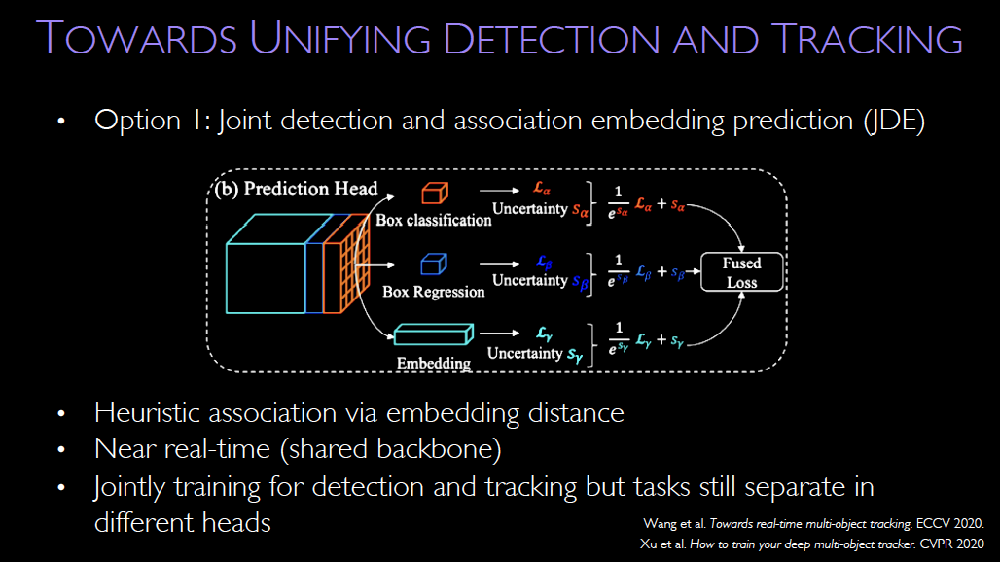 TOWARDS UNIFYING DETECTION AND TRACKING
• Option 1: Joint detection and association embedding prediction (JDE)
(b) Prediction Head
Box classification
ℒα
Uncertainty sα
1/e^sα ℒα + sα
Box Regression
ℒβ
Uncertainty sβ
1/e^sβ ℒβ + sβ
Fused
Loss
Embedding
ℒγ
Uncertainty sγ
1/e^sγ ℒγ + sγ
• Heuristic association via embedding distance
• Near real-time (shared backbone)
• Jointly training for detection and tracking but tasks still separate in
different heads
Wang et al. Towards real-time multi-object tracking. ECCV 2020.
Xu et al. How to train your deep multi-object tracker. CVPR 2020